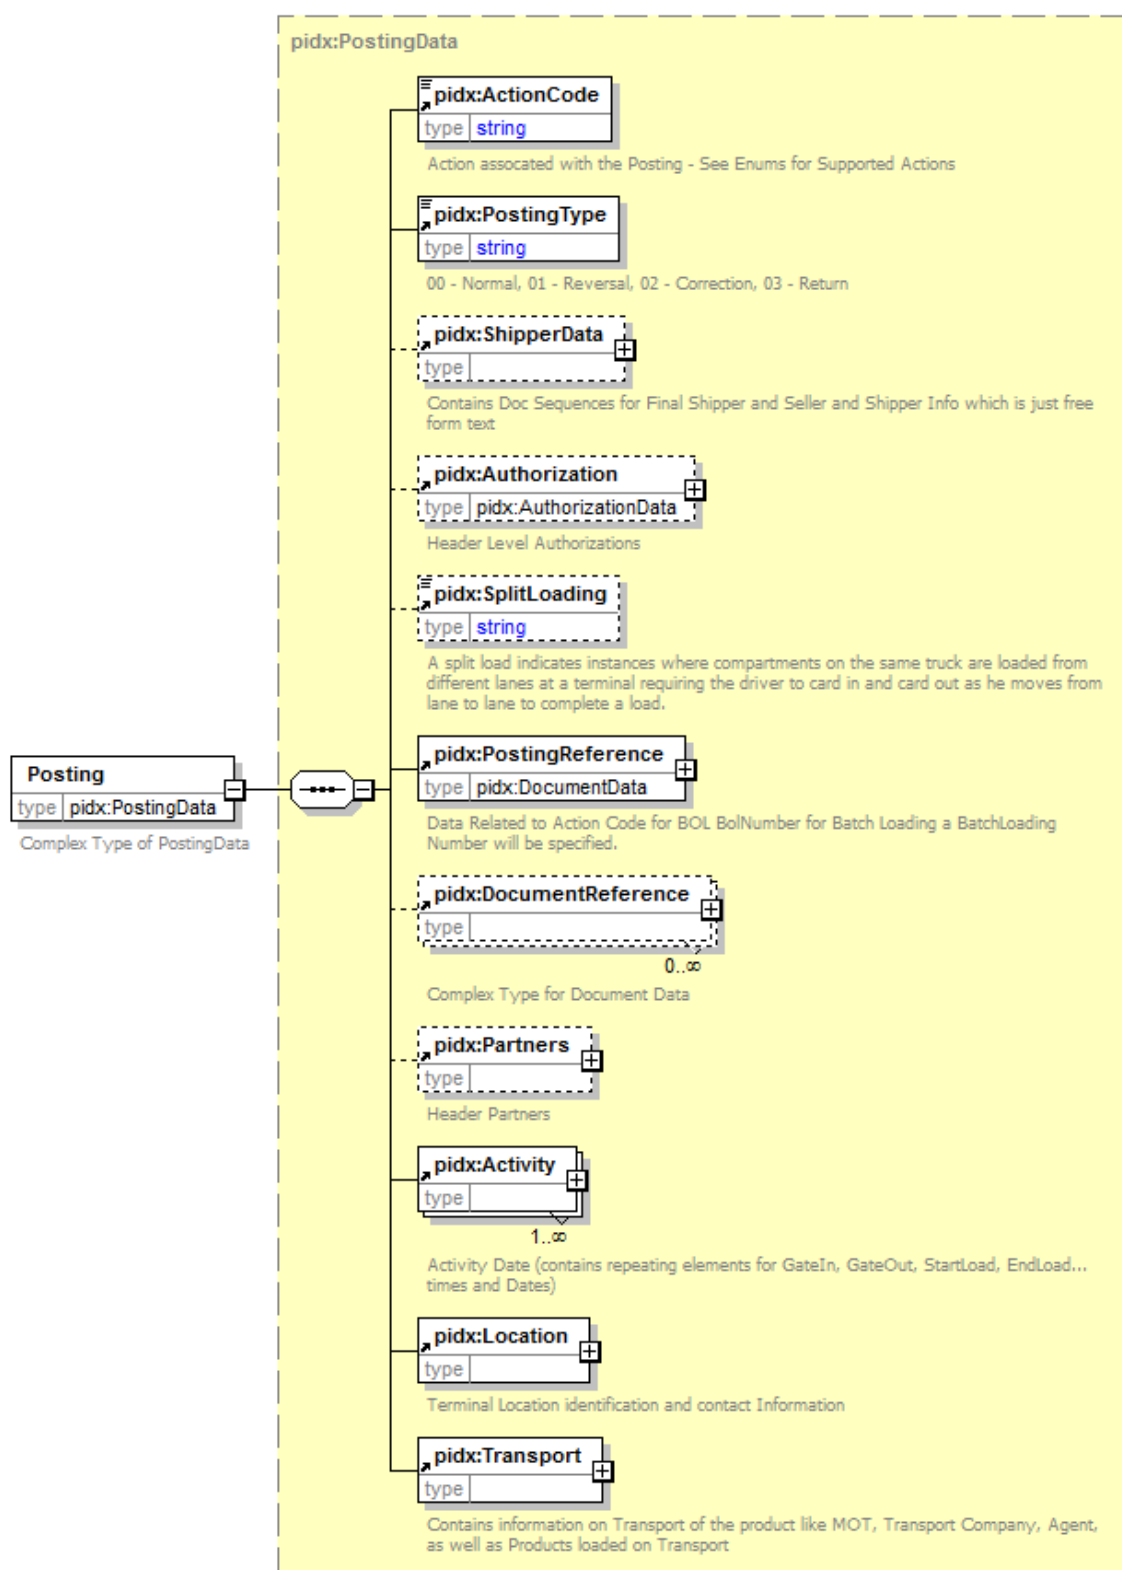 pidx:PostingData
pidx:ActionCode
type string
Action assocated with the Posting - See Enums for Supported Actions
pidx:PostingType
type string
00 - Normal, 01 - Reversal, 02 - Correction, 03 - Return
pidx:ShipperData
type
Contains Doc Sequences for Final Shipper and Seller and Shipper Info which is just free
form text
pidx:Authorization
type pidx:AuthorizationData
Header Level Authorizations
pidx:SplitLoading
type string
A split load indicates instances where compartments on the same truck are loaded from
different lanes at a terminal requiring the driver to card in and card out as he moves from
lane to lane to complete a load.
Posting
type pidx:PostingData
Complex Type of PostingData
pidx:PostingReference
type pidx:DocumentData
Data Related to Action Code for BOL BolNumber for Batch Loading a BatchLoading
Number will be specified.
pidx:DocumentReference
type
0..∞
Complex Type for Document Data
pidx:Partners
type
Header Partners
pidx:Activity
type
1..∞
Activity Date (contains repeating elements for GateIn, GateOut, StartLoad, EndLoad...
times and Dates)
pidx:Location
type
Terminal Location identification and contact Information
pidx:Transport
type
Contains information on Transport of the product like MOT, Transport Company, Agent,
as well as Products loaded on Transport